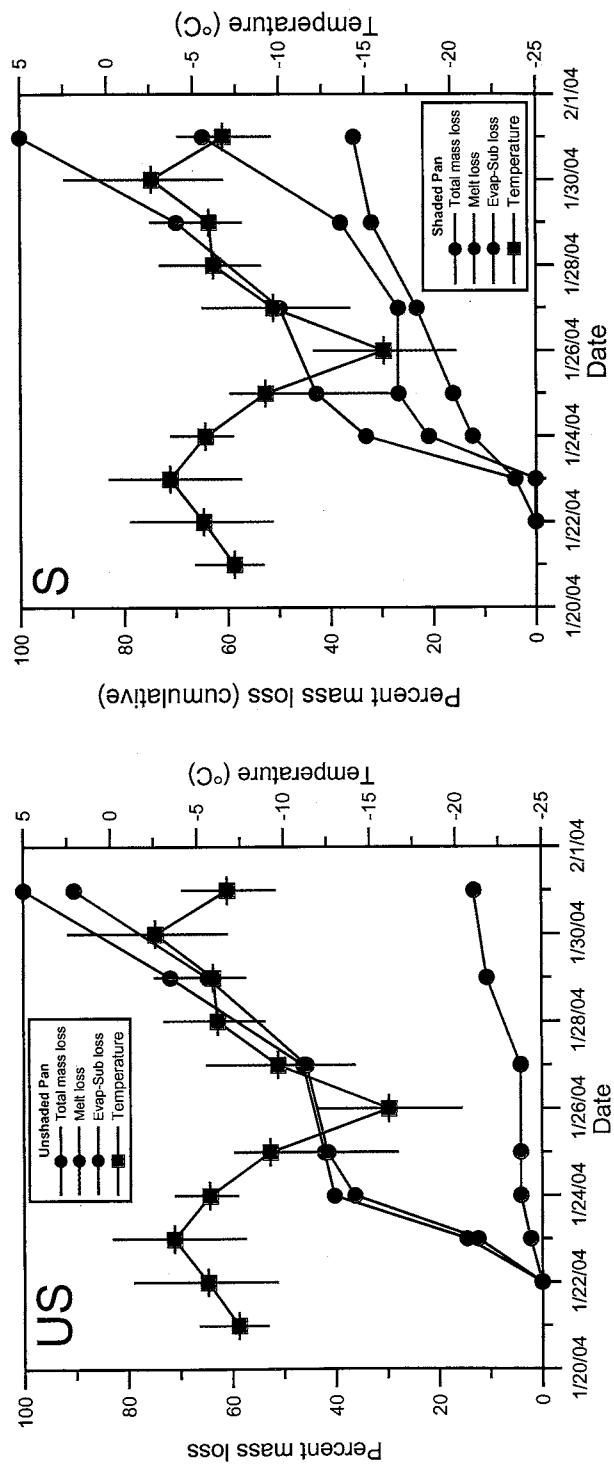 US
Percent mass loss
100
80
60
40
20
0
5
0
-5
-10
-15
-20
-25
Temperature (°C)
1/20/04 1/22/04 1/24/04 1/26/04 1/28/04 1/30/04 2/1/04
Date
Unshaded Pan
Total mass loss
Melt loss
Evap-Sub loss
Temperature
S
Percent mass loss (cumulative)
100
80
60
40
20
0
5
0
-5
-10
-15
-20
-25
Temperature (°C)
1/20/04 1/22/04 1/24/04 1/26/04 1/28/04 1/30/04 2/1/04
Date
Shaded Pan
Total mass loss
Melt loss
Evap-Sub loss
Temperature